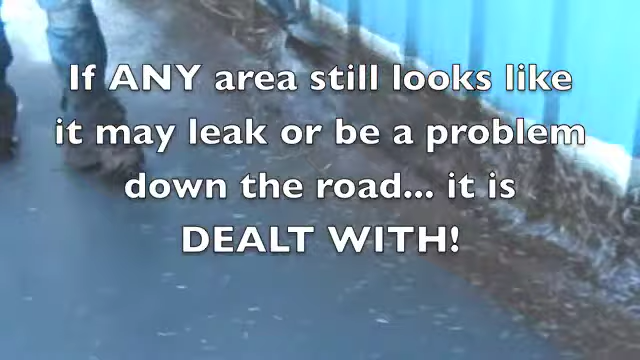 If ANY area still looks like
it may leak or be a problem
down the road... it is
DEALT WITH!